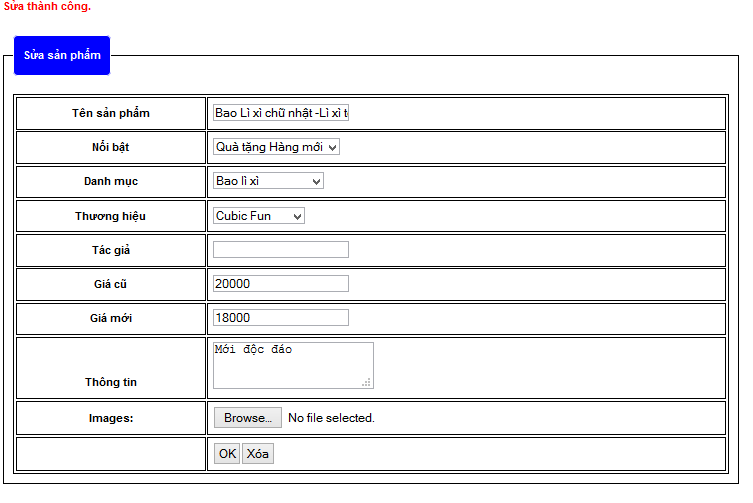 Sửa thành công.
Sửa sản phẩm
Tên sản phẩm Bao Lì xì chữ nhật -Lì xì t
Nổi bật Quà tặng Hàng mới
Danh mục Bao lì xì
Thương hiệu Cubic Fun
Tác giả
Giá cũ 20000
Giá mới 18000
Mới độc đáo
Thông tin
Images: Browse... No file selected.
OK Xóa